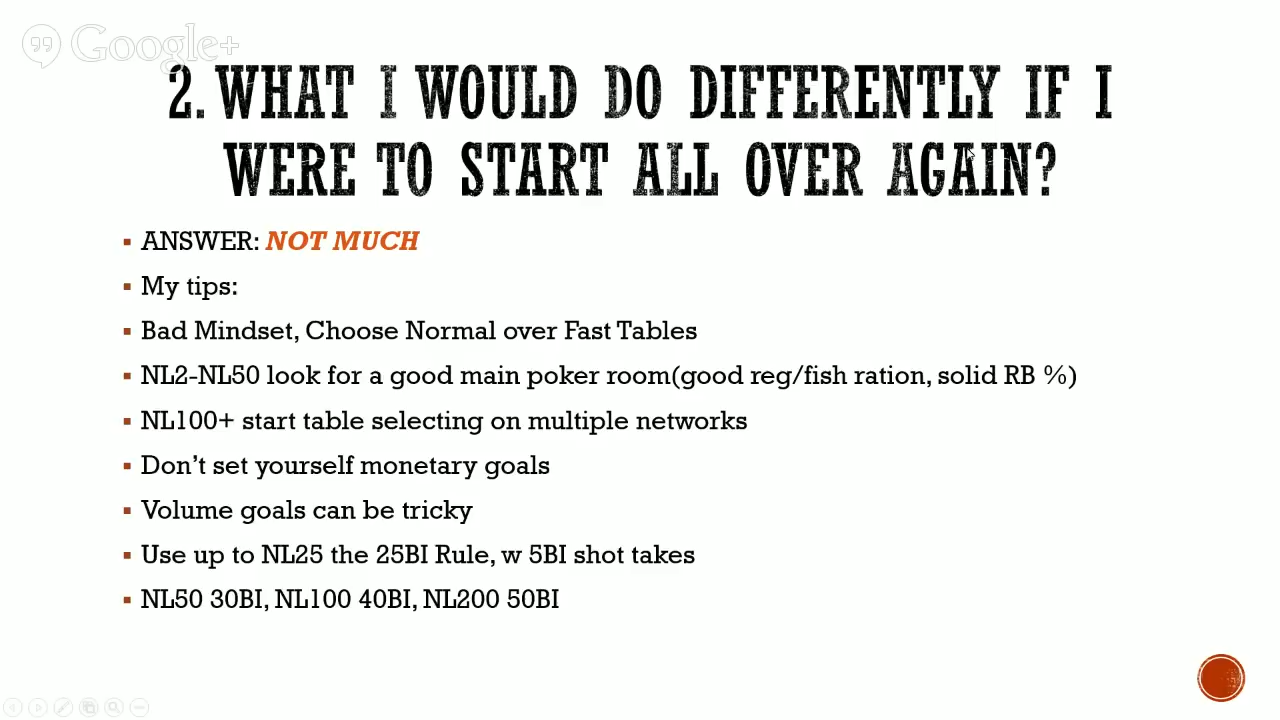 Google+
2. WHAT I WOULD DO DIFFERENTLY IF I
WERE TO START ALL OVER AGAIN?
▪ ANSWER: NOT MUCH
▪ My tips:
▪ Bad Mindset, Choose Normal over Fast Tables
▪ NL2-NL50 look for a good main poker room(good reg/fish ration, solid RB %)
▪ NL100+ start table selecting on multiple networks
▪ Don’t set yourself monetary goals
▪ Volume goals can be tricky
▪ Use up to NL25 the 25BI Rule, w 5BI shot takes
▪ NL50 30BI, NL100 40BI, NL200 50BI